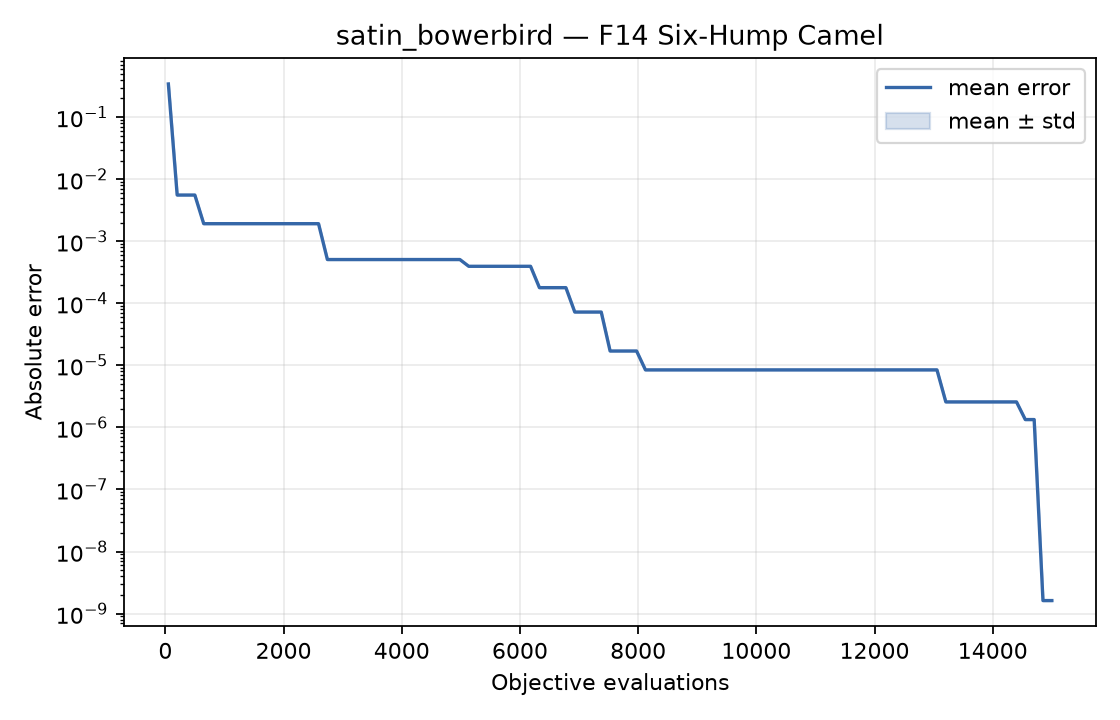 satin_bowerbird — F14 Six-Hump Camel
mean error
mean ± std
Absolute error
10⁻¹
10⁻²
10⁻³
10⁻⁴
10⁻⁵
10⁻⁶
10⁻⁷
10⁻⁸
10⁻⁹
0 2000 4000 6000 8000 10000 12000 14000
Objective evaluations